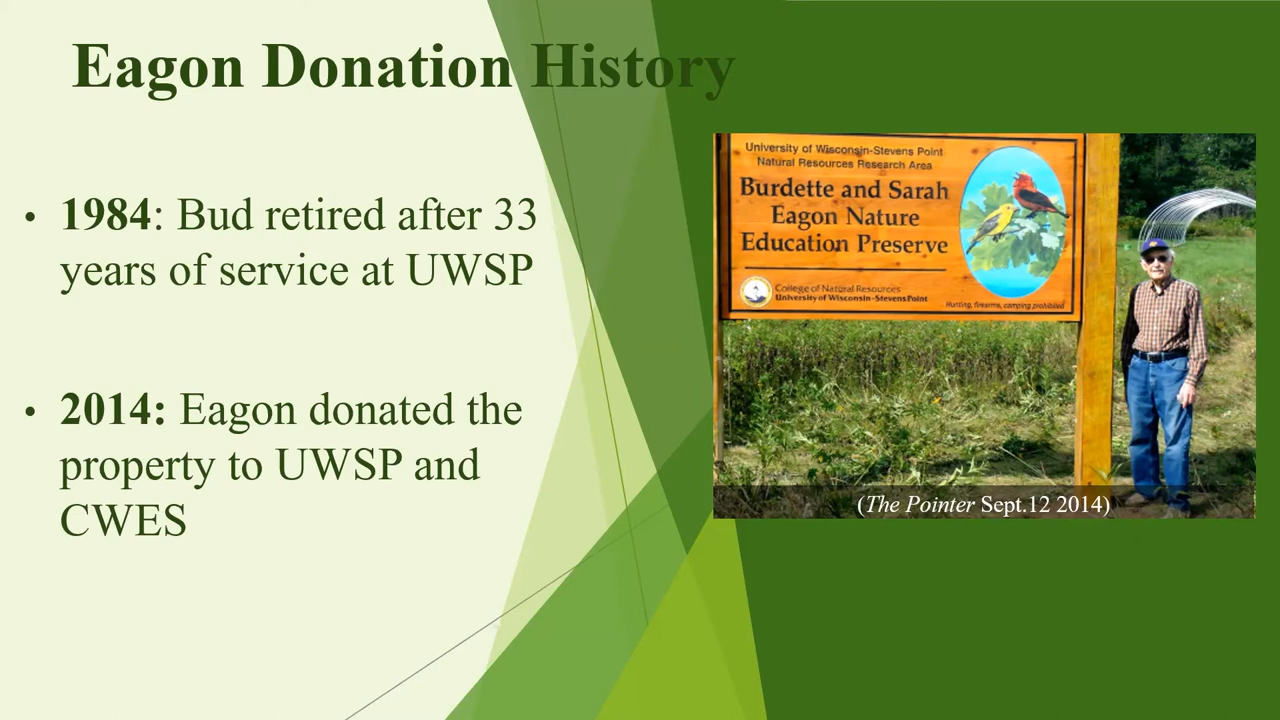 Eagon Donation History
• 1984: Bud retired after 33
years of service at UWSP
• 2014: Eagon donated the
property to UWSP and
CWES
University of Wisconsin-Stevens Point
Natural Resources Research Area
Burdette and Sarah
Eagon Nature
Education Preserve
College of Natural Resources
University of Wisconsin-Stevens Point
Hunting, firearms, camping prohibited
(The Pointer Sept.12 2014)